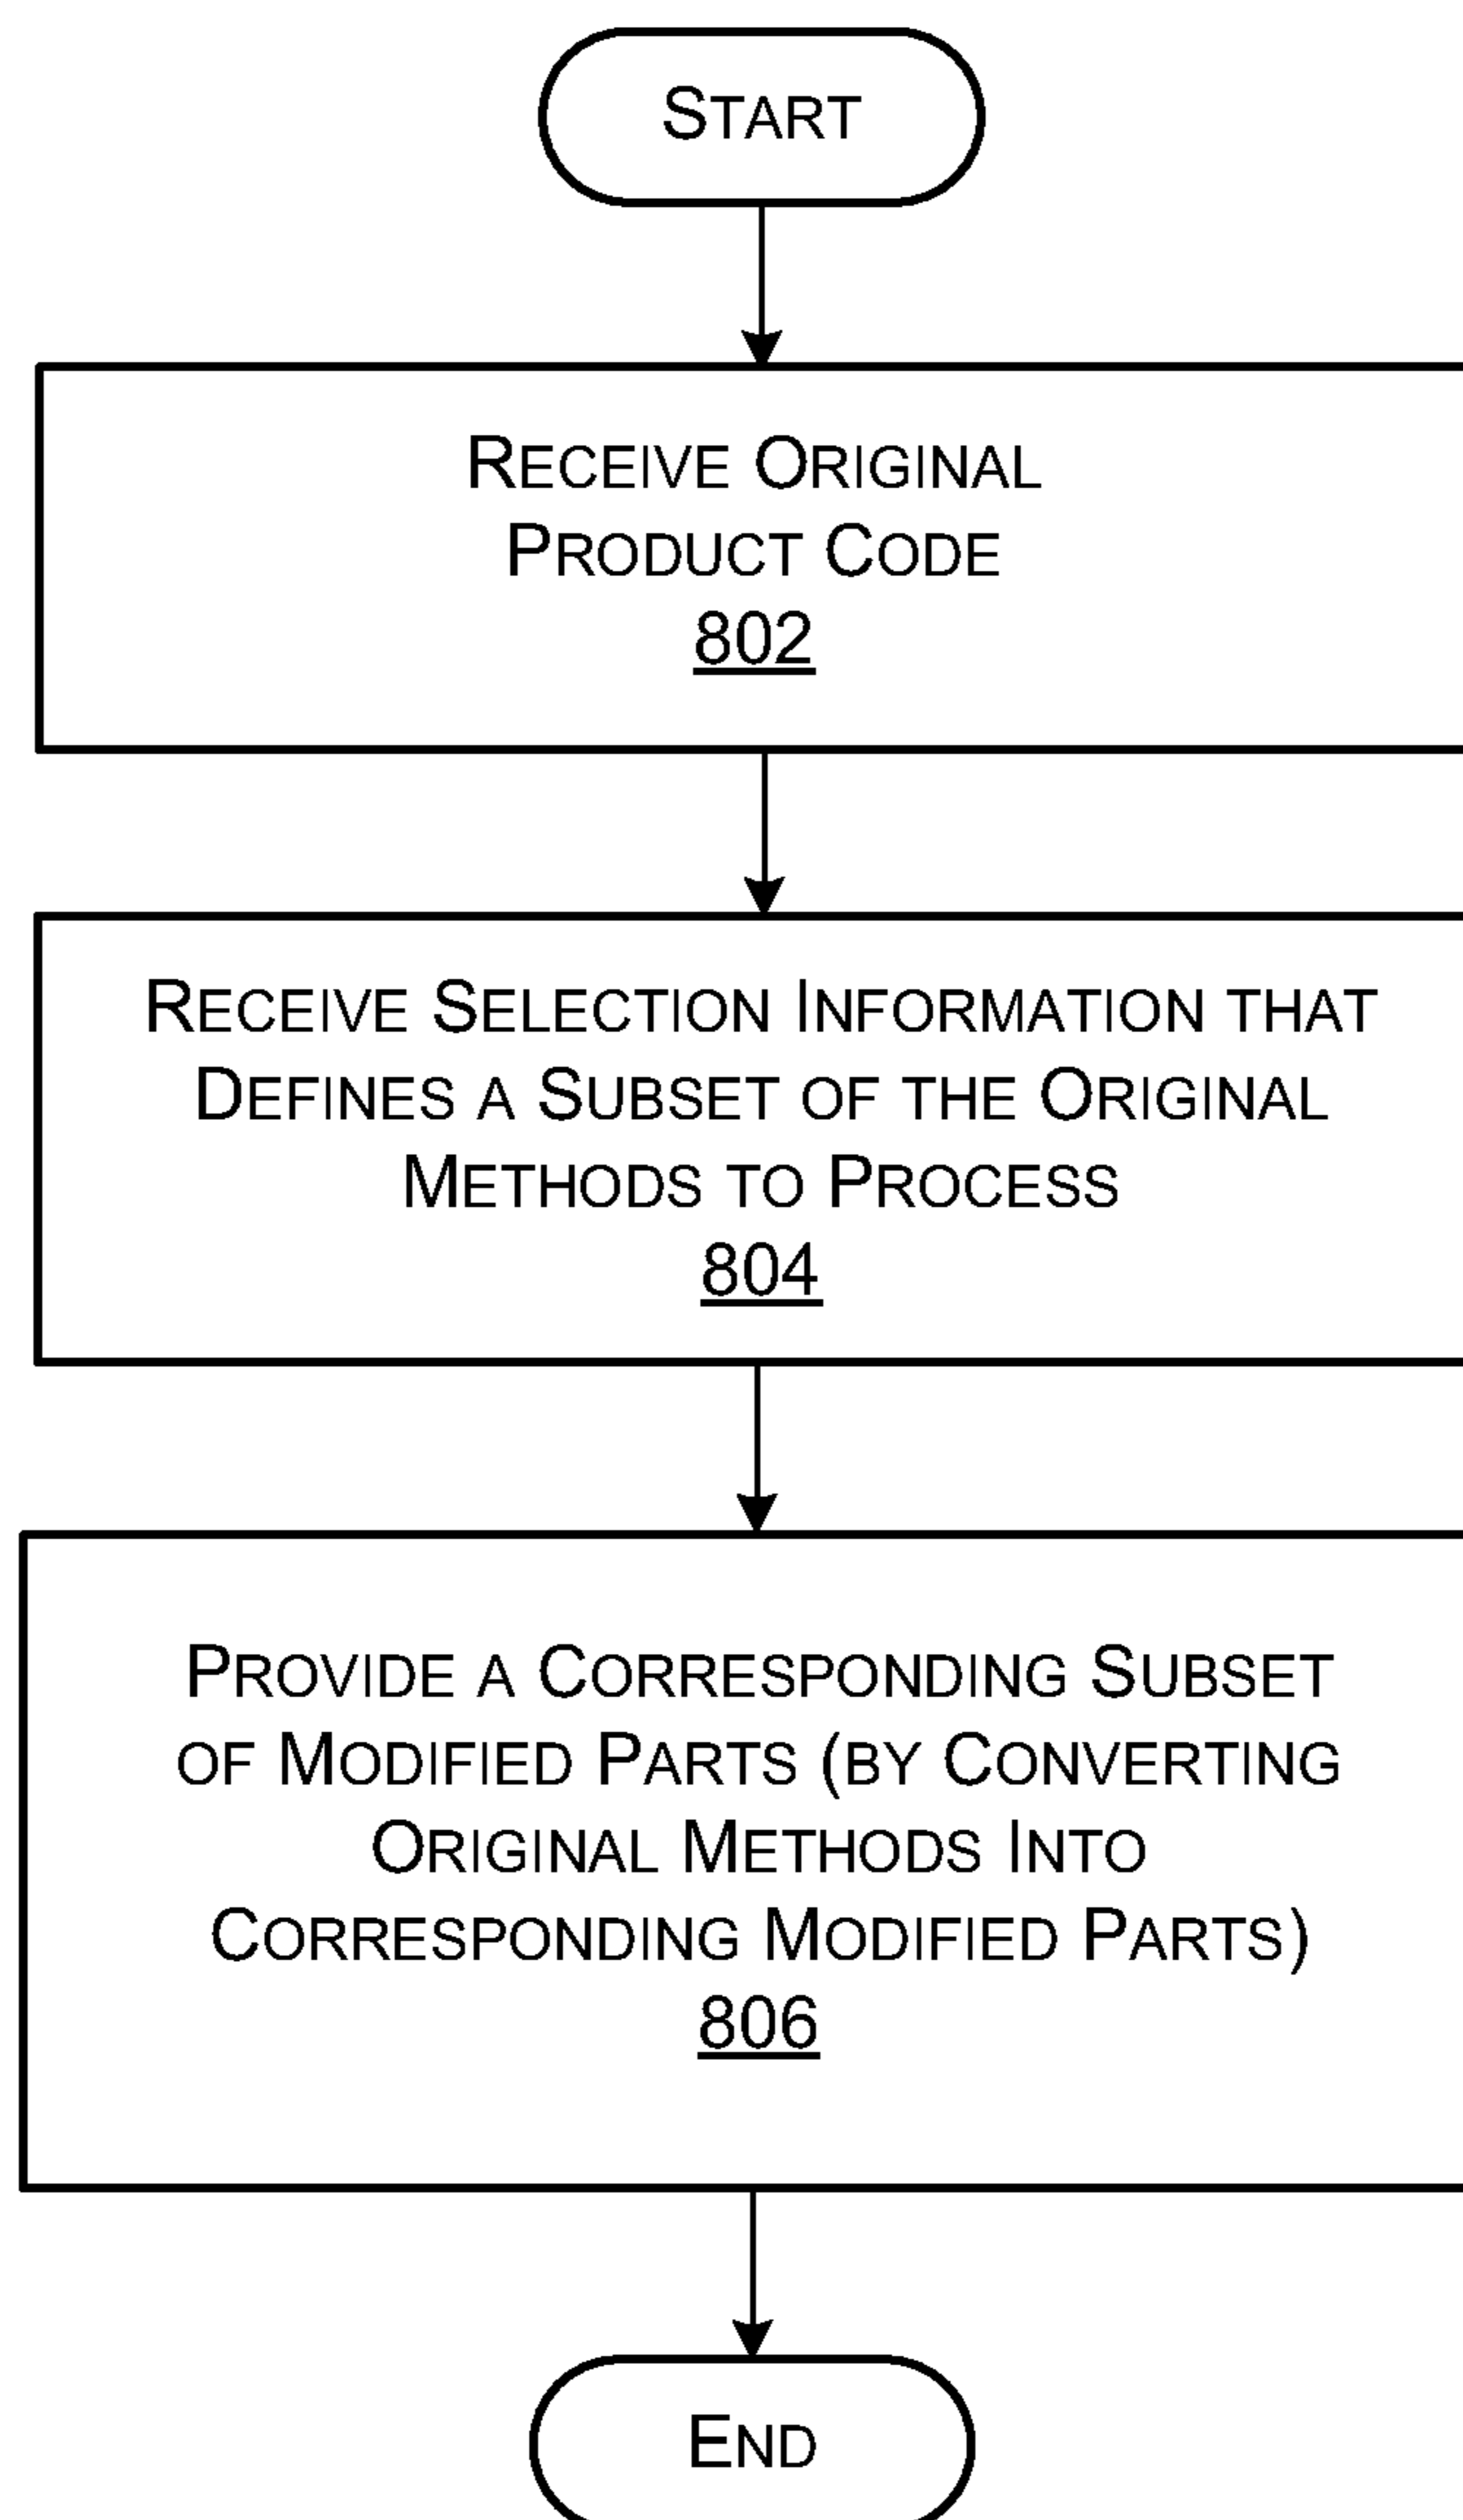 START
RECEIVE ORIGINAL
PRODUCT CODE
802
RECEIVE SELECTION INFORMATION THAT
DEFINES A SUBSET OF THE ORIGINAL
METHODS TO PROCESS
804
PROVIDE A CORRESPONDING SUBSET
OF MODIFIED PARTS (BY CONVERTING
ORIGINAL METHODS INTO
CORRESPONDING MODIFIED PARTS)
806
END